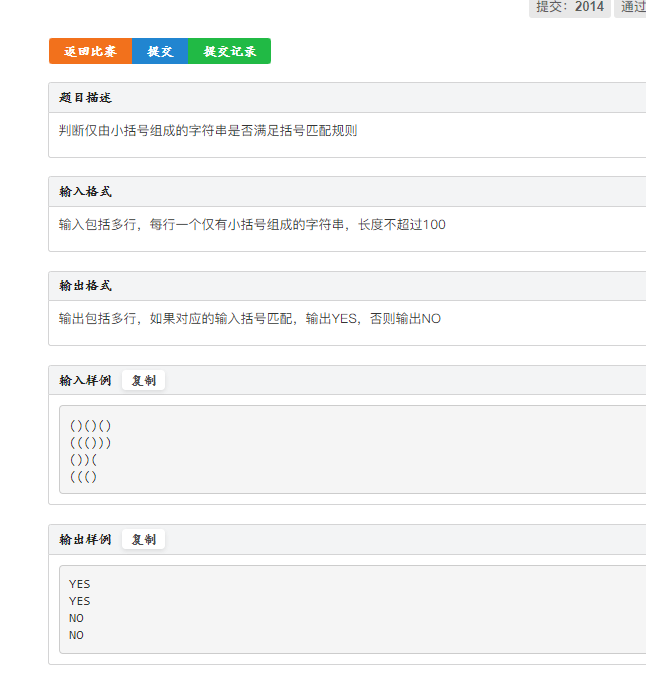 提交：2014 通过
返回比赛 提交 提交记录
题目描述
判断仅由小括号组成的字符串是否满足括号匹配规则
输入格式
输入包括多行，每行一个仅有小括号组成的字符串，长度不超过100
输出格式
输出包括多行，如果对应的输入括号匹配，输出YES，否则输出NO
输入样例 复制
()()()
((()))
())(
((()
输出样例 复制
YES
YES
NO
NO